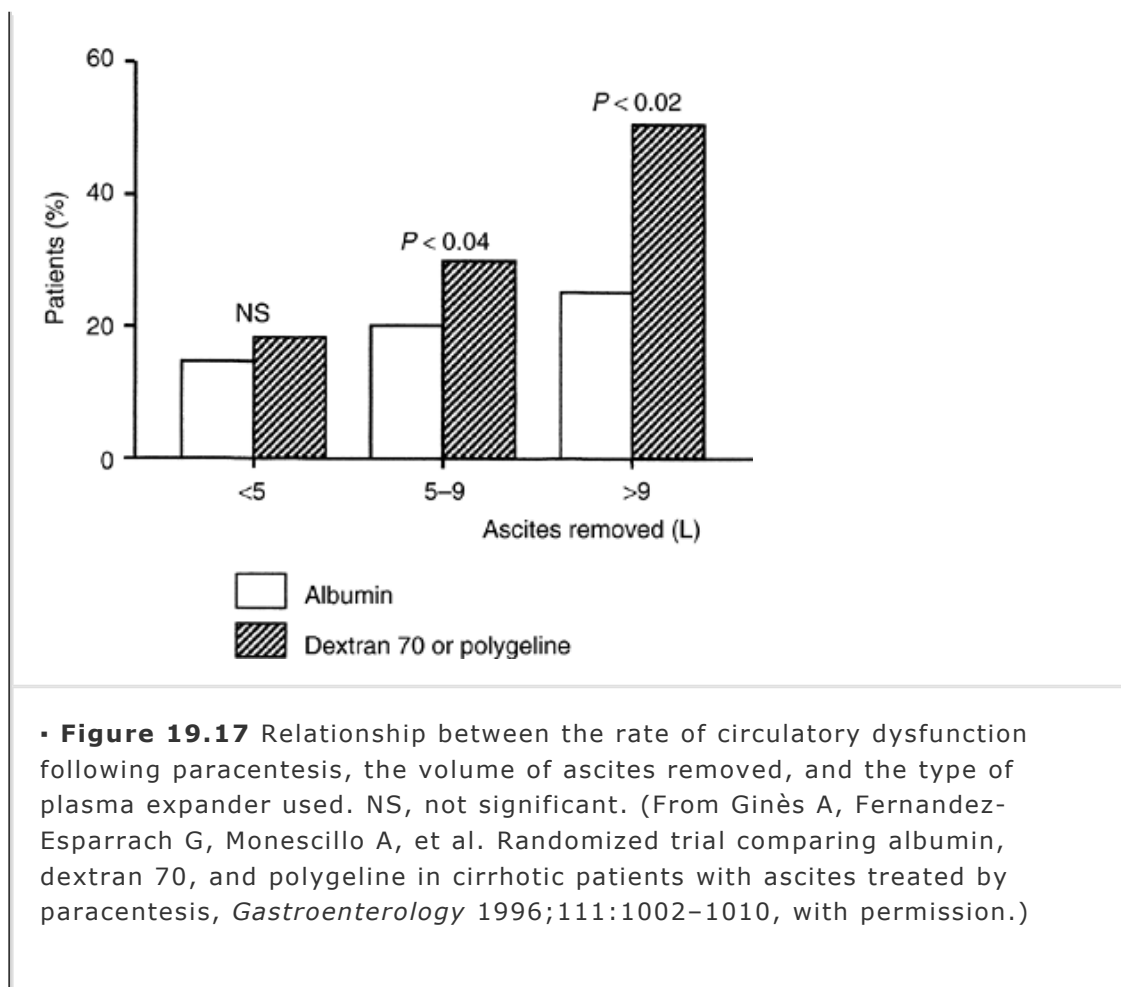 60
P < 0.02
40
Patients (%)
P < 0.04
20
NS
0
<5
5–9
>9
Ascites removed (L)
Albumin
Dextran 70 or polygeline
▪ Figure 19.17 Relationship between the rate of circulatory dysfunction
following paracentesis, the volume of ascites removed, and the type of
plasma expander used. NS, not significant. (From Ginès A, Fernandez-
Esparrach G, Monescillo A, et al. Randomized trial comparing albumin,
dextran 70, and polygeline in cirrhotic patients with ascites treated by
paracentesis, Gastroenterology 1996;111:1002–1010, with permission.)